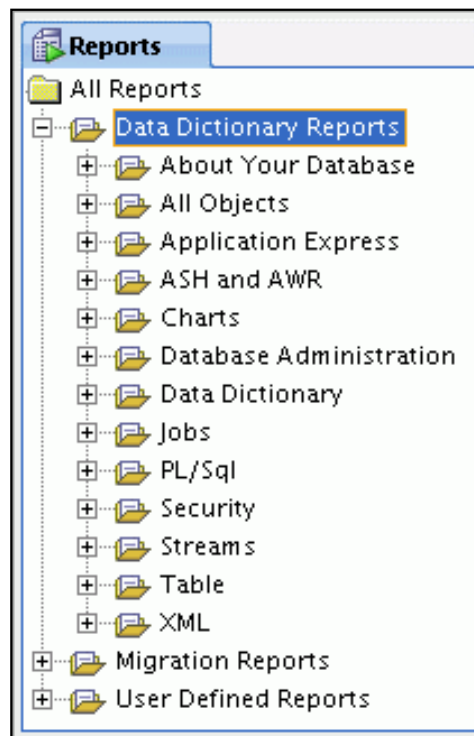 Reports
All Reports
Data Dictionary Reports
About Your Database
All Objects
Application Express
ASH and AWR
Charts
Database Administration
Data Dictionary
Jobs
PL/Sql
Security
Streams
Table
XML
Migration Reports
User Defined Reports